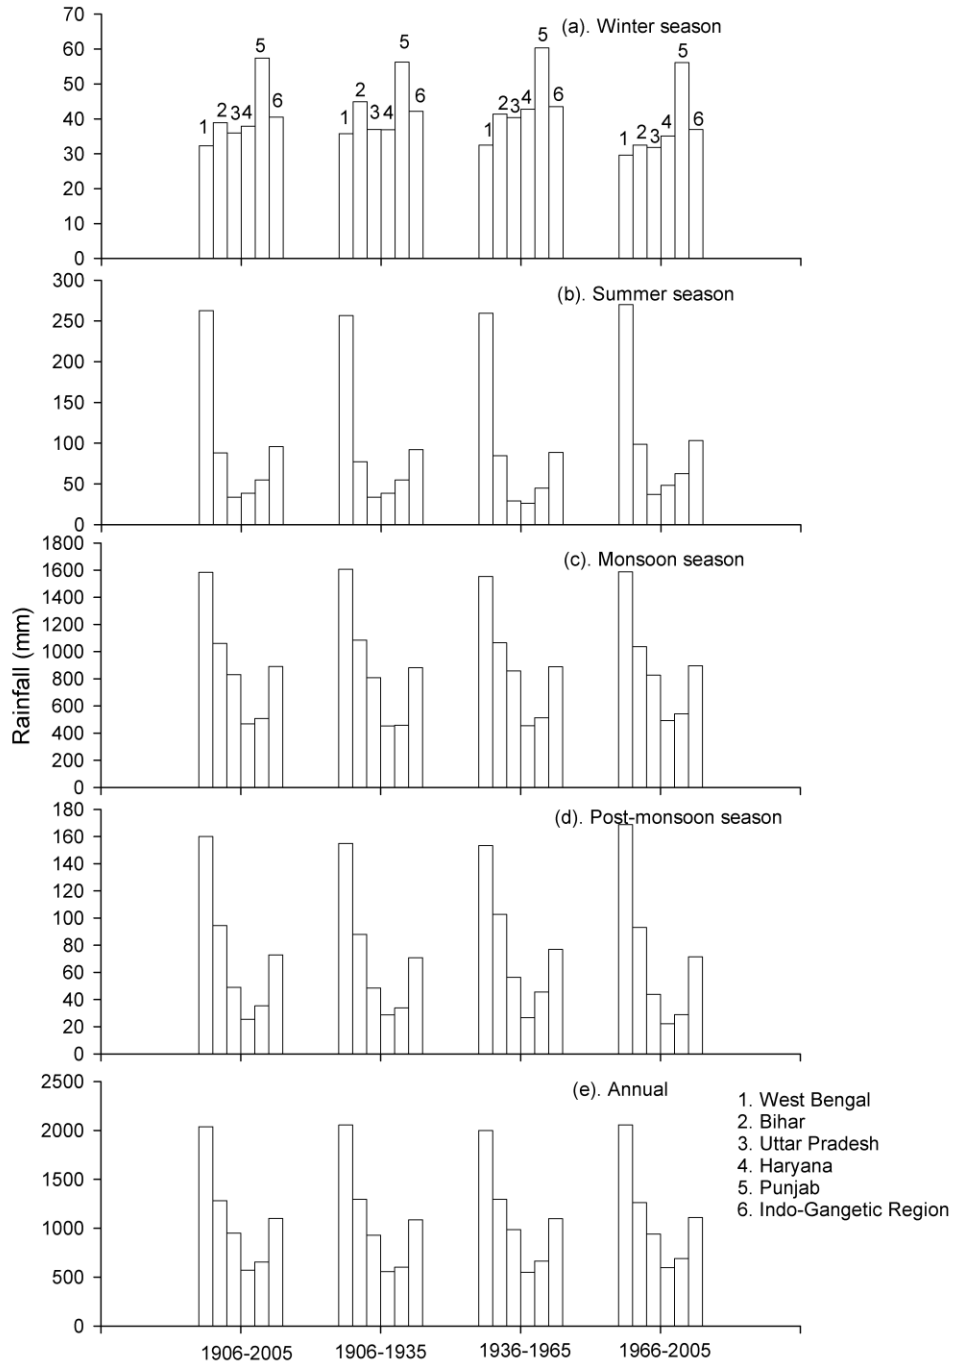 (a). Winter season
70
60
50
40
30
20
10
0
1 2 3 4 5 6
1 2 3 4 5 6
1 2 3 4 5 6
1 2 3 4 5 6
(b). Summer season
300
250
200
150
100
50
0
(c). Monsoon season
1800
1600
1400
1200
1000
800
600
400
200
0
Rainfall (mm)
(d). Post-monsoon season
180
160
140
120
100
80
60
40
20
0
(e). Annual
2500
2000
1500
1000
500
0
1. West Bengal
2. Bihar
3. Uttar Pradesh
4. Haryana
5. Punjab
6. Indo-Gangetic Region
1906-2005 1906-1935 1936-1965 1966-2005